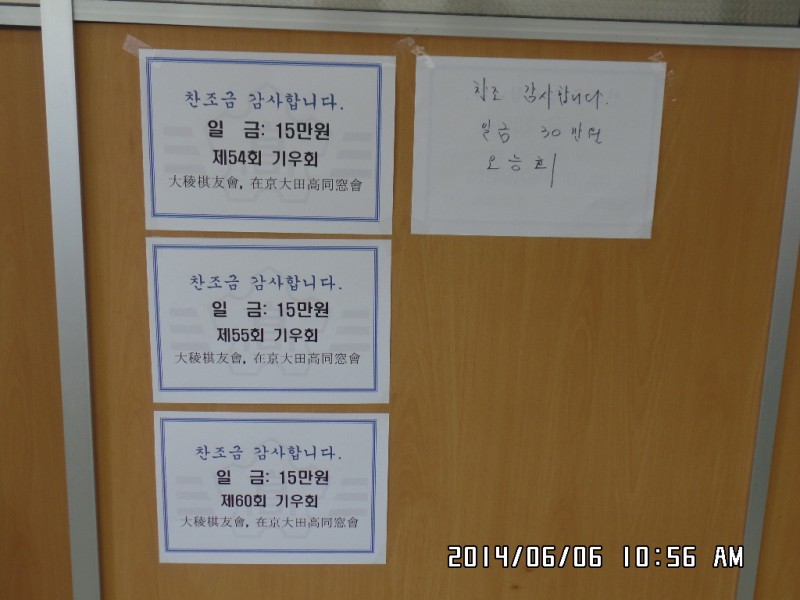 찬조금 감사합니다.
일 금: 15만원
제54회 기우회
大稜棋友會, 在京大田高同窓會
찬조금 감사합니다.
일 금: 15만원
제55회 기우회
大稜棋友會, 在京大田高同窓會
찬조금 감사합니다.
일 금: 15만원
제60회 기우회
大稜棋友會, 在京大田高同窓會
찬조 감사합니다.
일금 30만원
오능희
2014/06/06 10:56 AM